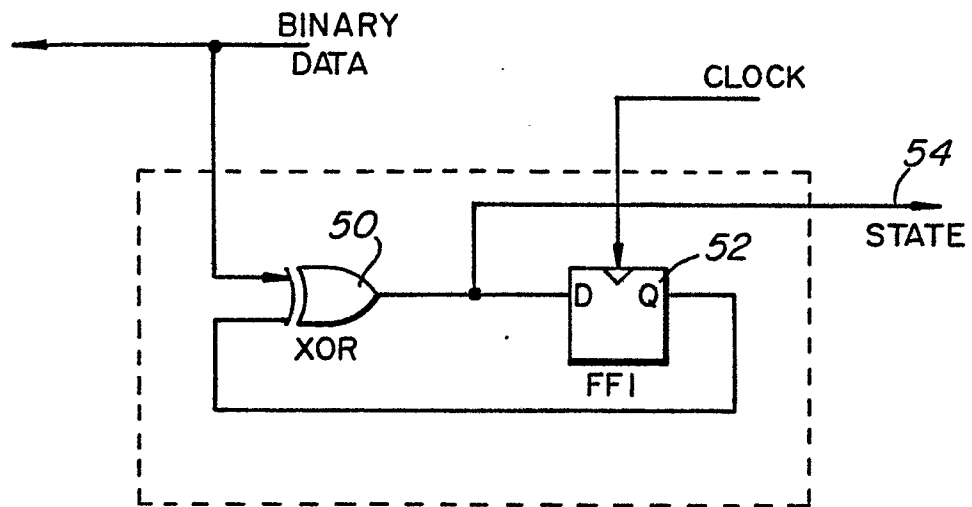 BINARY
DATA
CLOCK
54
STATE
50
52
D
Q
XOR
FF1